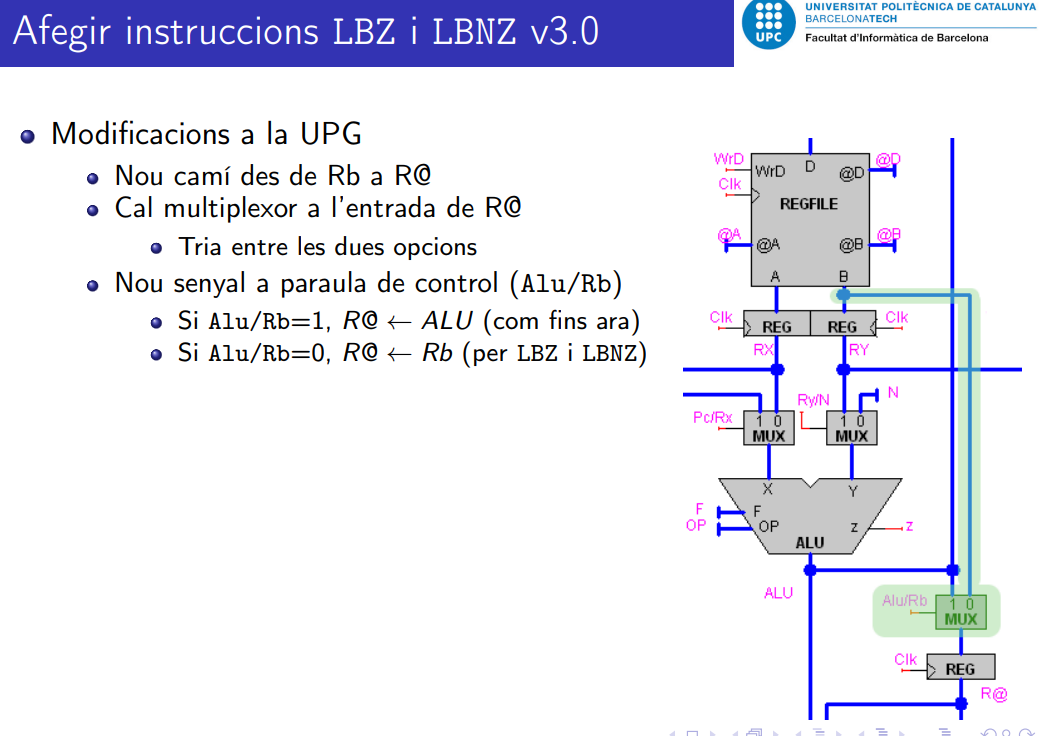 Afegir instruccions LBZ i LBNZ v3.0
UPC
UNIVERSITAT POLITÈCNICA DE CATALUNYA
BARCELONATECH
Facultat d'Informàtica de Barcelona
Modificacions a la UPG
Nou camí des de Rb a R@
Cal multiplexor a l'entrada de R@
Tria entre les dues opcions
Nou senyal a paraula de control (Alu/Rb)
Si Alu/Rb=1, R@ ← ALU (com fins ara)
Si Alu/Rb=0, R@ ← Rb (per LBZ i LBNZ)
WrD WrD D @D @D
Clk
REGFILE
@A @A @B @B
A B
Clk REG REG Clk
RX RY
Ry/N N
Pc/Rx 1 0 1 0
MUX MUX
X Y
F F
OP OP z z
ALU
ALU
Alu/Rb 1 0
MUX
Clk REG
R@